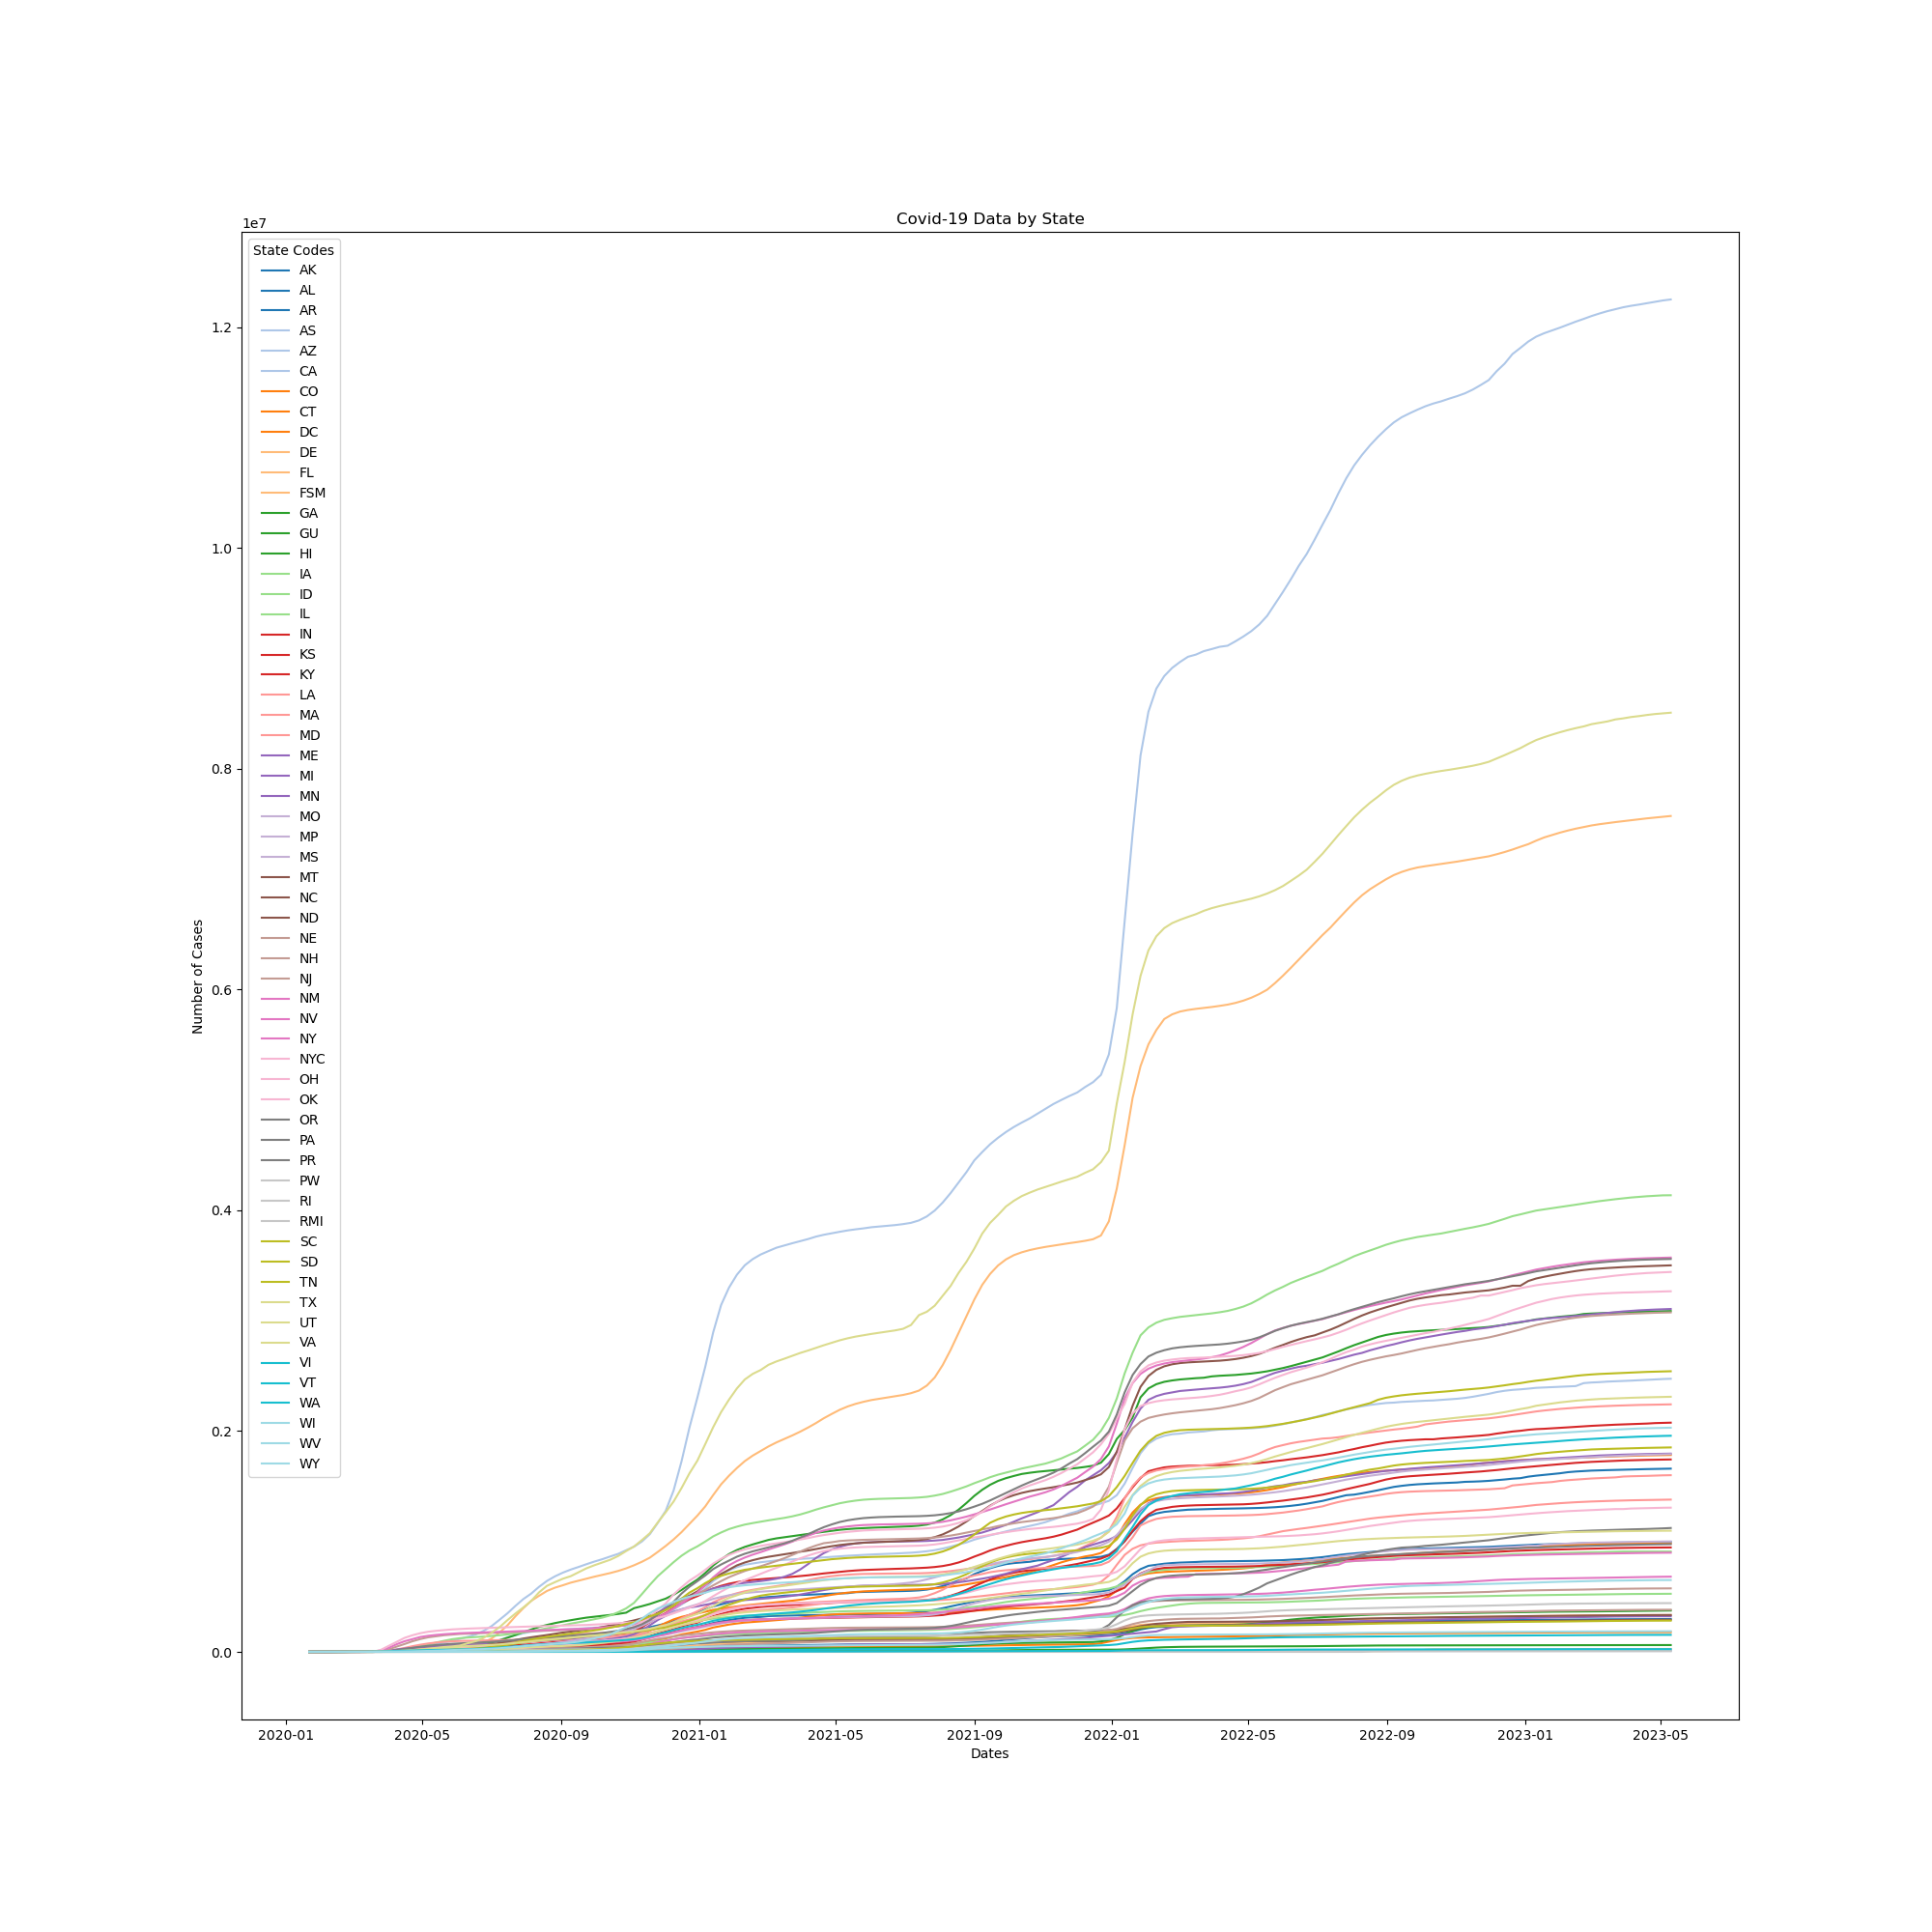 Covid-19 Data by State
1e7
State Codes
AK
AL
AR
AS
AZ
CA
CO
CT
DC
DE
FL
FSM
GA
GU
HI
IA
ID
IL
IN
KS
KY
LA
MA
MD
ME
MI
MN
MO
MP
MS
MT
NC
ND
NE
NH
NJ
NM
NV
NY
NYC
OH
OK
OR
PA
PR
PW
RI
RMI
SC
SD
TN
TX
UT
VA
VI
VT
WA
WI
WV
WY
1.2
1.0
0.8
0.6
0.4
0.2
0.0
Number of Cases
2020-01 2020-05 2020-09 2021-01 2021-05 2021-09 2022-01 2022-05 2022-09 2023-01 2023-05
Dates